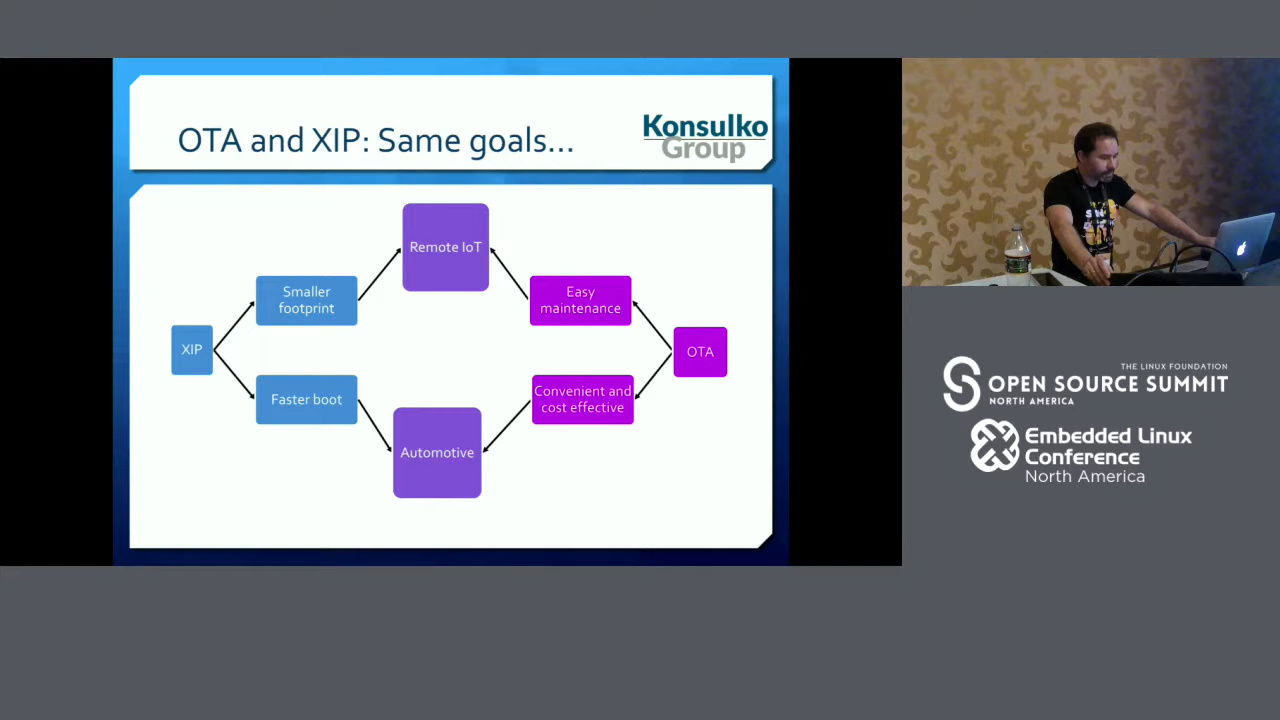 OTA and XIP: Same goals...
Konsulko
Group
Remote IoT
Smaller
footprint
Easy
maintenance
XIP
OTA
Faster boot
Convenient and
cost effective
Automotive
THE LINUX FOUNDATION
OPEN SOURCE SUMMIT
NORTH AMERICA
Embedded Linux
Conference
North America